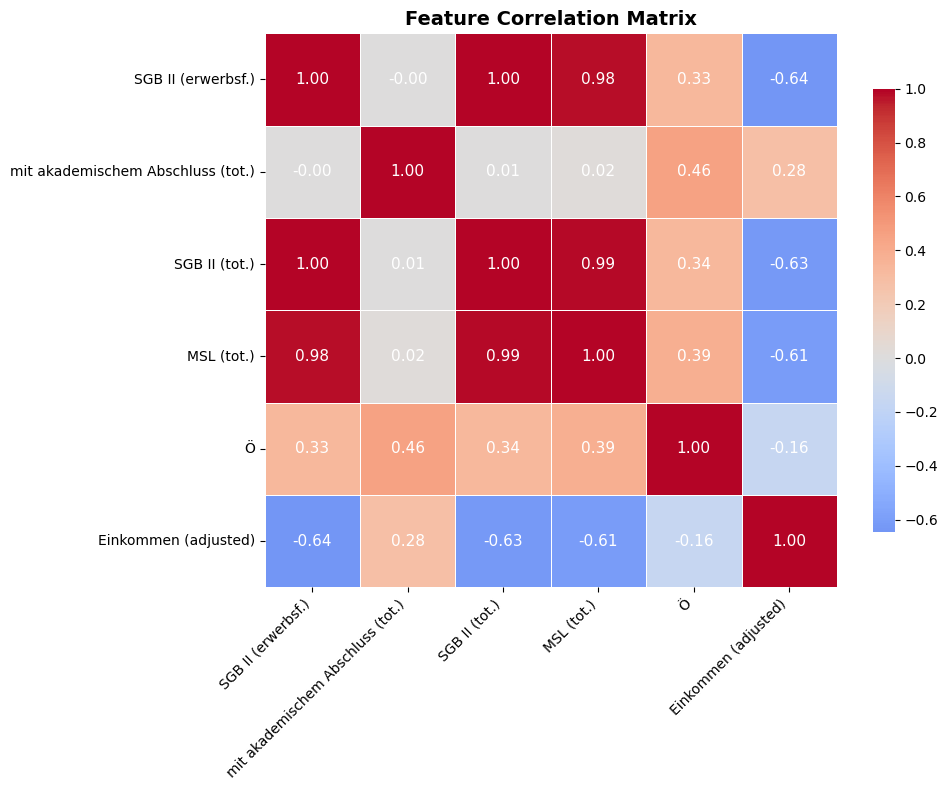 Feature Correlation Matrix
SGB II (erwerbsf.) 1.00 -0.00 1.00 0.98 0.33 -0.64
mit akademischem Abschluss (tot.) -0.00 1.00 0.01 0.02 0.46 0.28
SGB II (tot.) 1.00 0.01 1.00 0.99 0.34 -0.63
MSL (tot.) 0.98 0.02 0.99 1.00 0.39 -0.61
Ö 0.33 0.46 0.34 0.39 1.00 -0.16
Einkommen (adjusted) -0.64 0.28 -0.63 -0.61 -0.16 1.00
SGB II (erwerbsf.)
mit akademischem Abschluss (tot.)
SGB II (tot.)
MSL (tot.)
Ö
Einkommen (adjusted)
1.0
0.8
0.6
0.4
0.2
0.0
−0.2
−0.4
−0.6